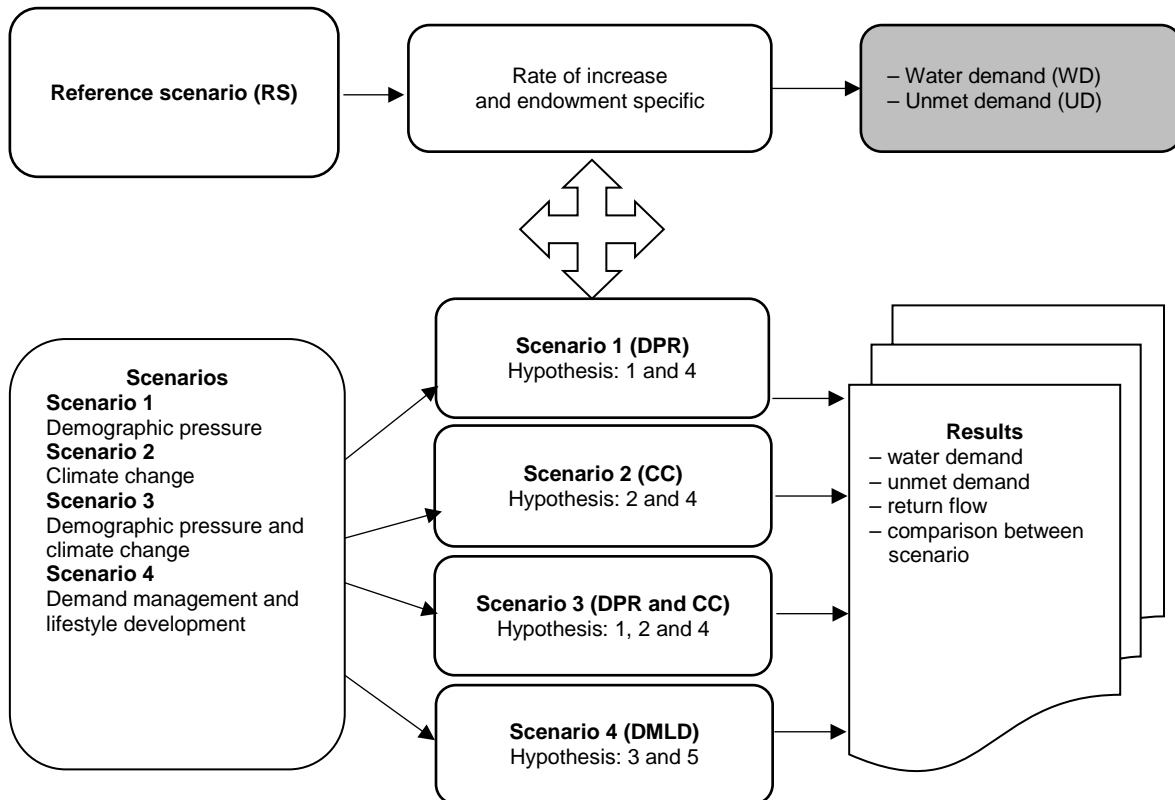 Reference scenario (RS)
Rate of increase
and endowment specific
– Water demand (WD)
– Unmet demand (UD)
Scenarios
Scenario 1
Demographic pressure
Scenario 2
Climate change
Scenario 3
Demographic pressure and
climate change
Scenario 4
Demand management and
lifestyle development
Scenario 1 (DPR)
Hypothesis: 1 and 4
Scenario 2 (CC)
Hypothesis: 2 and 4
Scenario 3 (DPR and CC)
Hypothesis: 1, 2 and 4
Scenario 4 (DMLD)
Hypothesis: 3 and 5
Results
– water demand
– unmet demand
– return flow
– comparison between
scenario